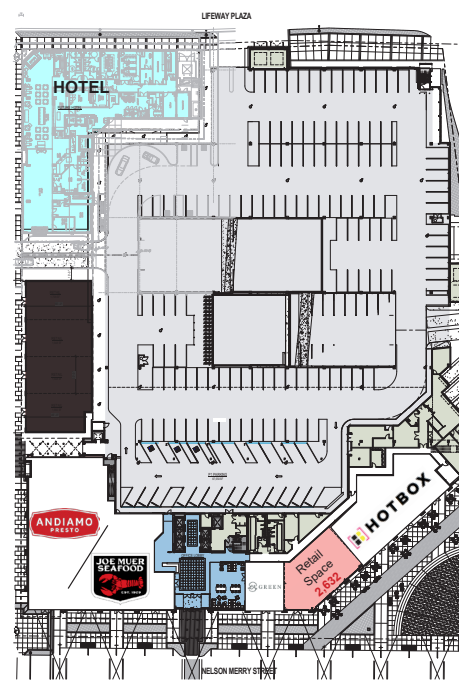 LIFEWAY PLAZA
HOTEL
ANDIAMO
PRESTO
JOE MUER
SEAFOOD
EST. 1929
GREEN
Retail
Space
2,632
HOTBOX
NELSON MERRY STREET